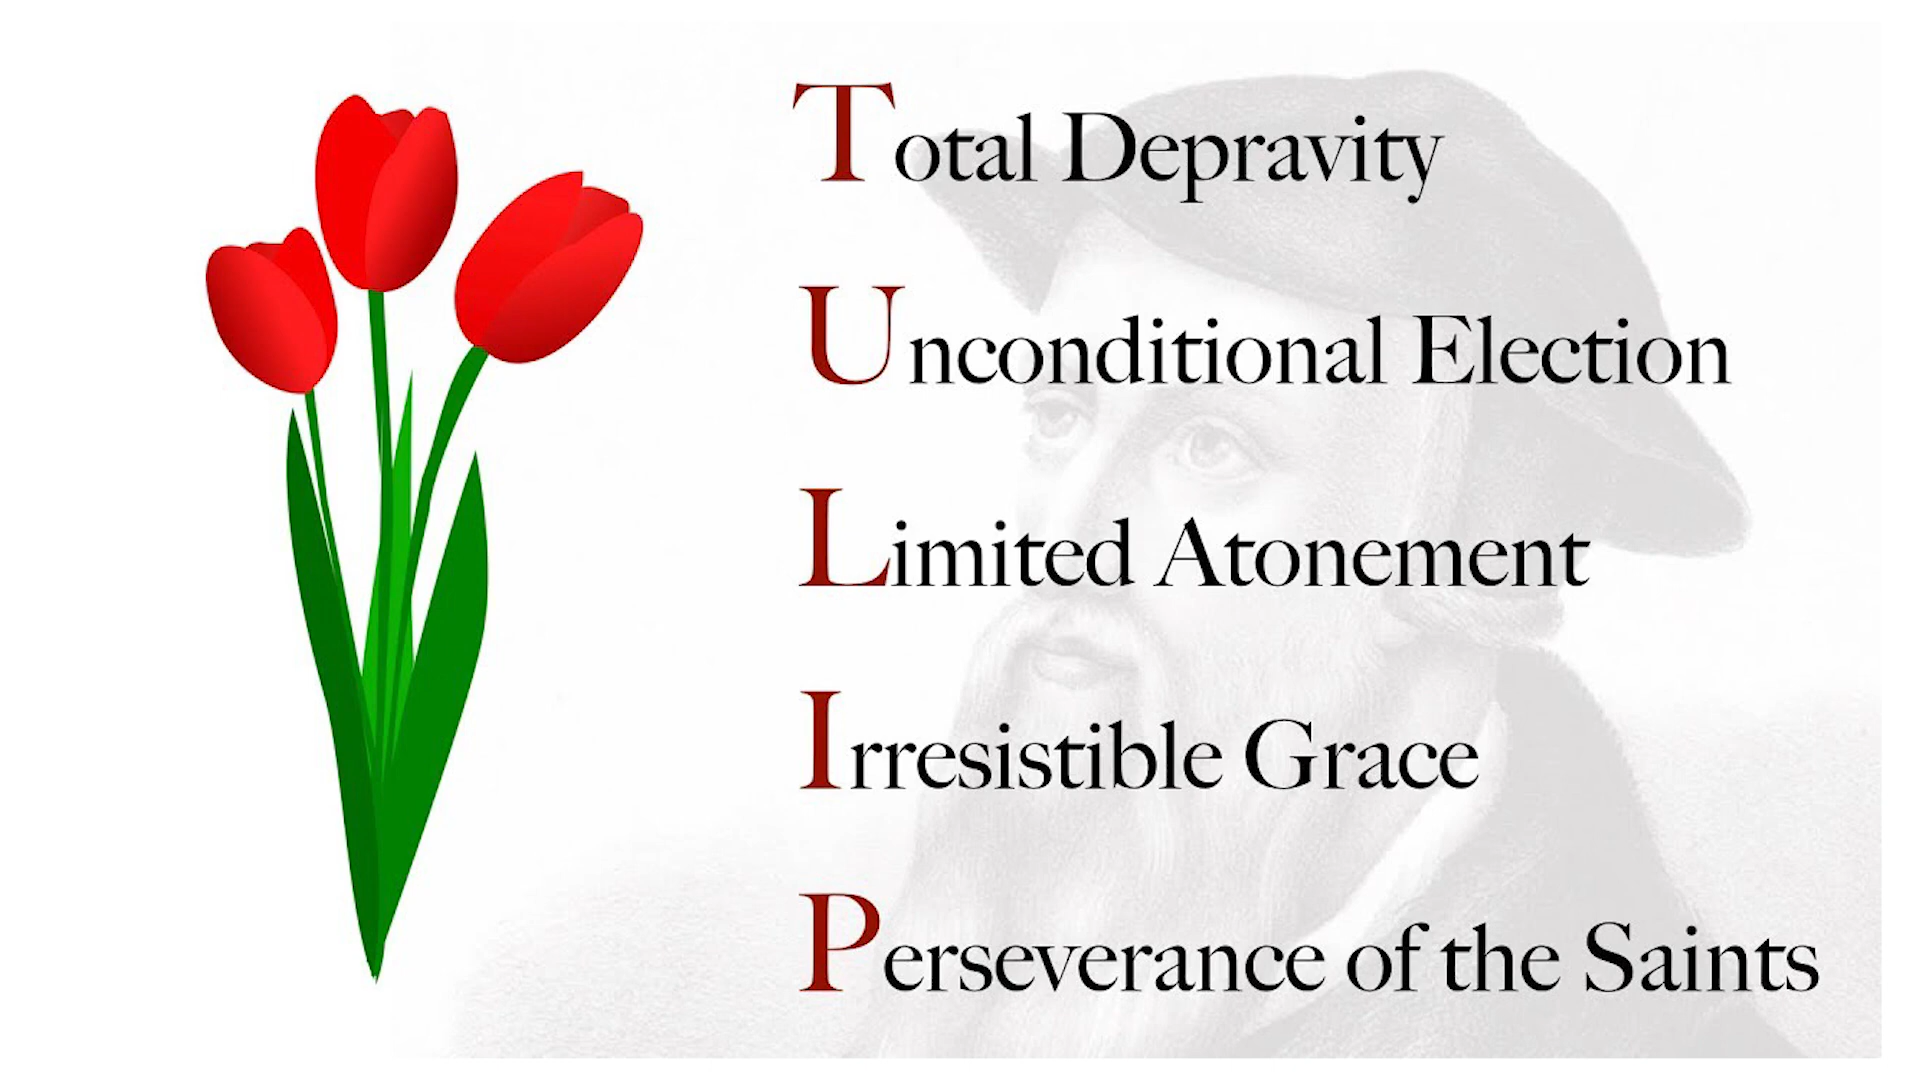 Total Depravity
Unconditional Election
Limited Atonement
Irresistible Grace
Perseverance of the Saints